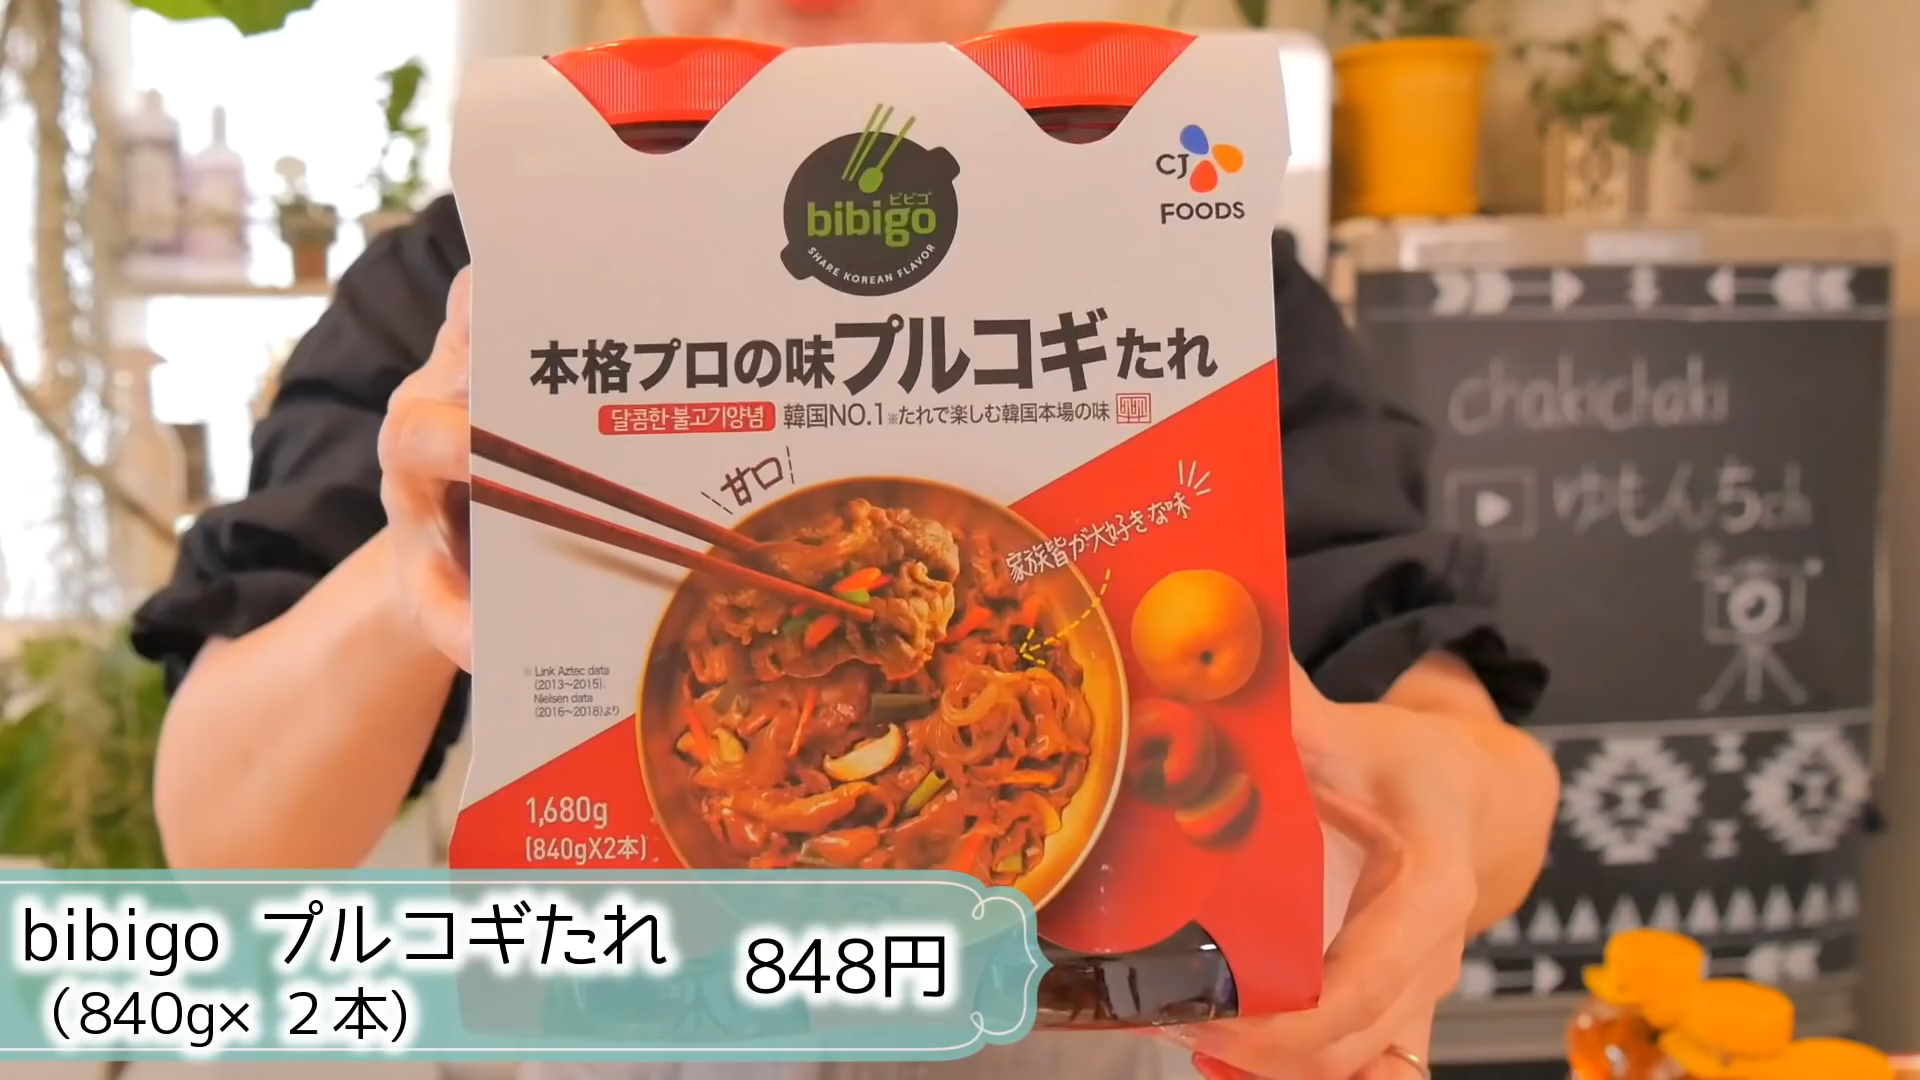 ビビゴ
bibigo
SHARE KOREAN FLAVOR
CJ
FOODS
本格プロの味プルコギたれ
달콤한 불고기양념 韓国NO.1※たれで楽しむ韓国本場の味
甘口
家族皆が大好きな味
※Link Aztec data
(2013～2015),
Nielsen data
(2016～2018)より
1,680g
(840gX2本)
chakichaki
ゆもんちch
bibigo プルコギたれ
（840g× ２本)
848円